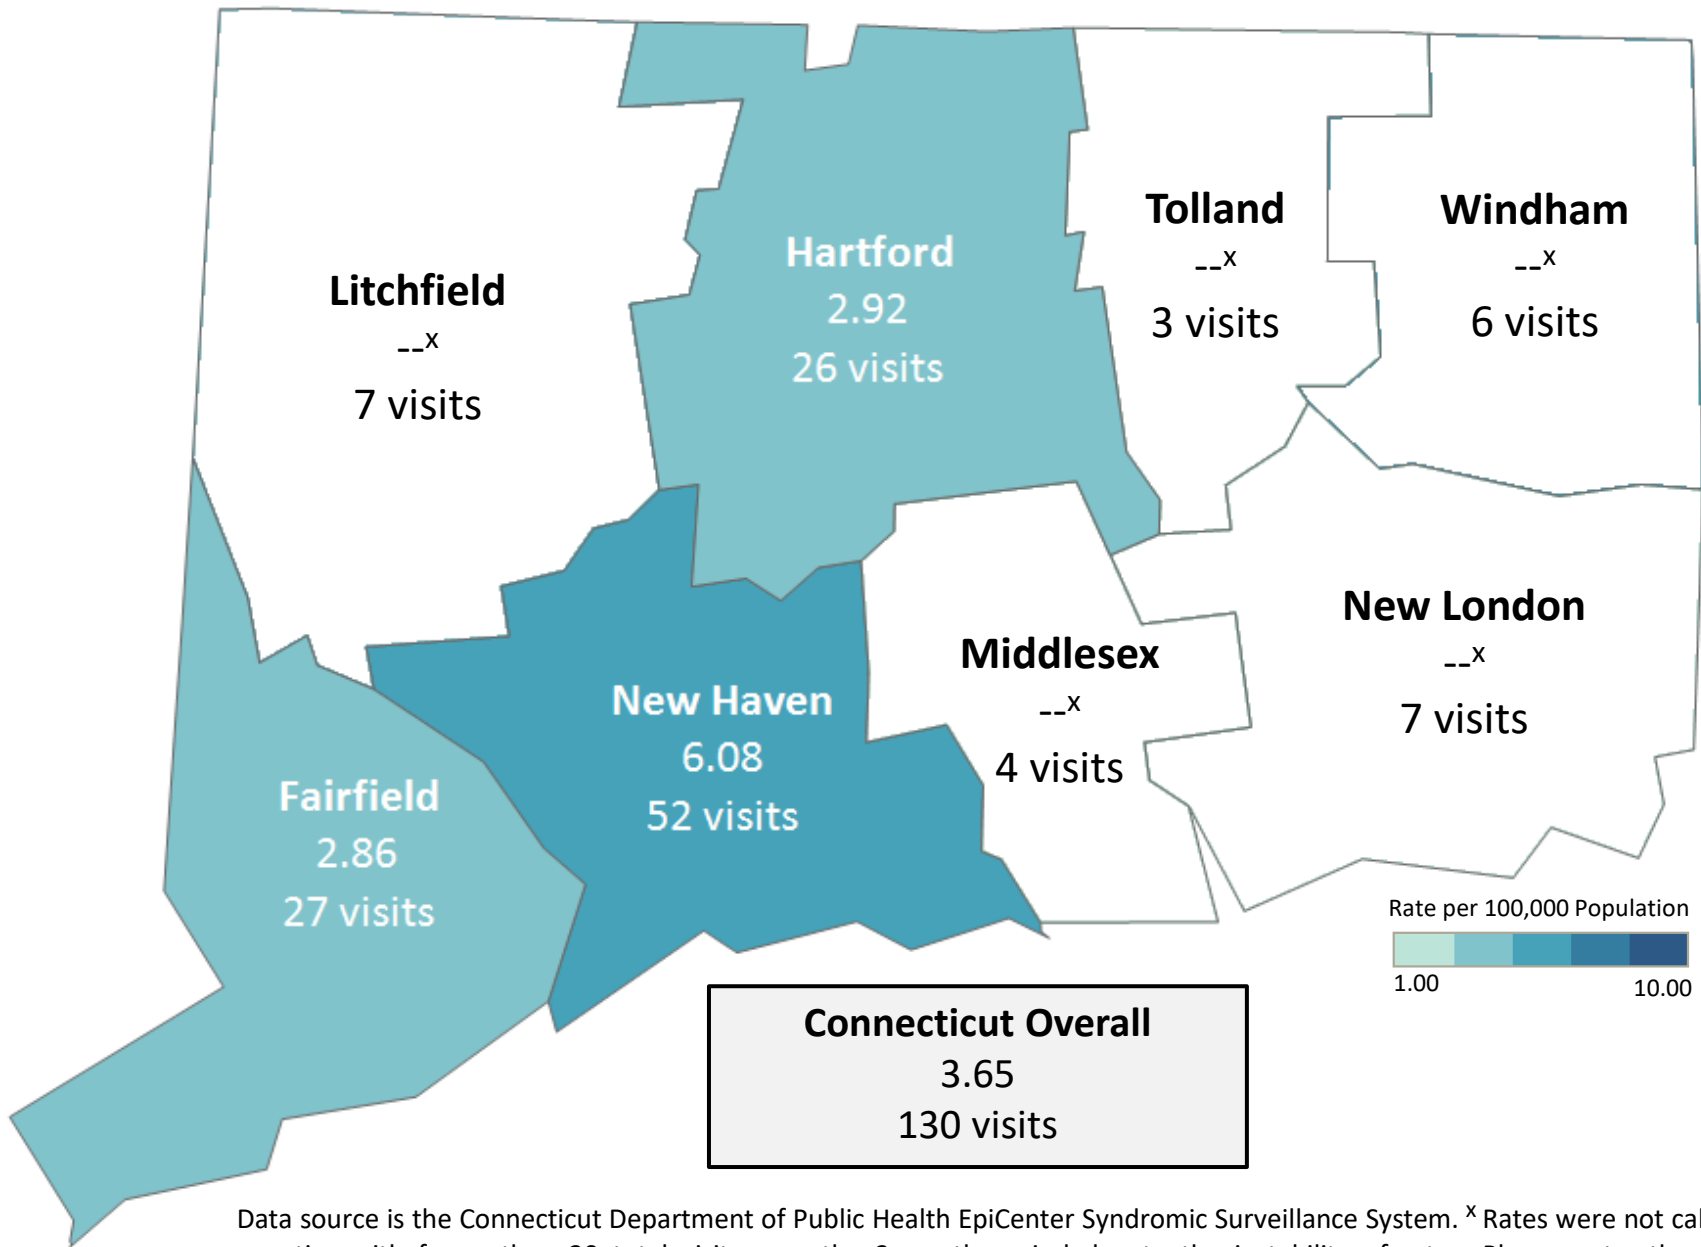 Litchfield
--x
7 visits
Hartford
2.92
26 visits
Tolland
--x
3 visits
Windham
--x
6 visits
Fairfield
2.86
27 visits
New Haven
6.08
52 visits
Middlesex
--x
4 visits
New London
--x
7 visits
Rate per 100,000 Population
1.00 10.00
Connecticut Overall
3.65
130 visits
Data source is the Connecticut Department of Public Health EpiCenter Syndromic Surveillance System. x Rates were not cal